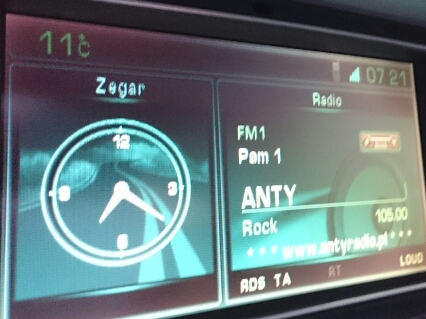 11°C
07:21
Zegar
12
9
3
6
Radio
FM1
Pam 1
ANTY
105.00
Rock
***www.antyradio.pl***
LOUD
RDS TA RT